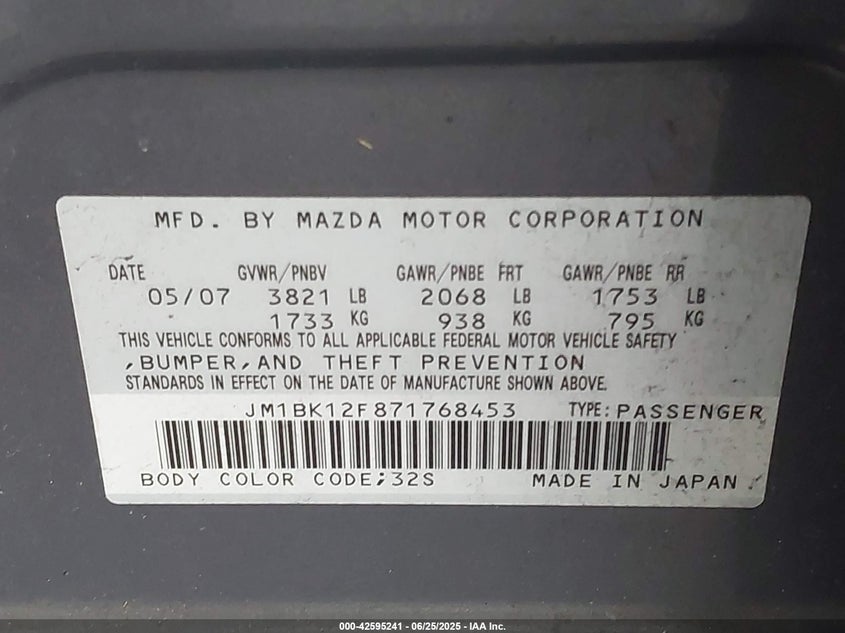 MFD. BY MAZDA MOTOR CORPORATION
DATE GVWR/PNBV GAWR/PNBE FRT GAWR/PNBE RR
05/07 3821 LB 2068 LB 1753 LB
1733 KG 938 KG 795 KG
THIS VEHICLE CONFORMS TO ALL APPLICABLE FEDERAL MOTOR VEHICLE SAFETY
,BUMPER,AND THEFT PREVENTION
STANDARDS IN EFFECT ON THE DATE OF MANUFACTURE SHOWN ABOVE.
JM1BK12F871768453 TYPE: PASSENGER
BODY COLOR CODE;32S MADE IN JAPAN
000-42595241 - 06/25/2025 - IAA Inc.